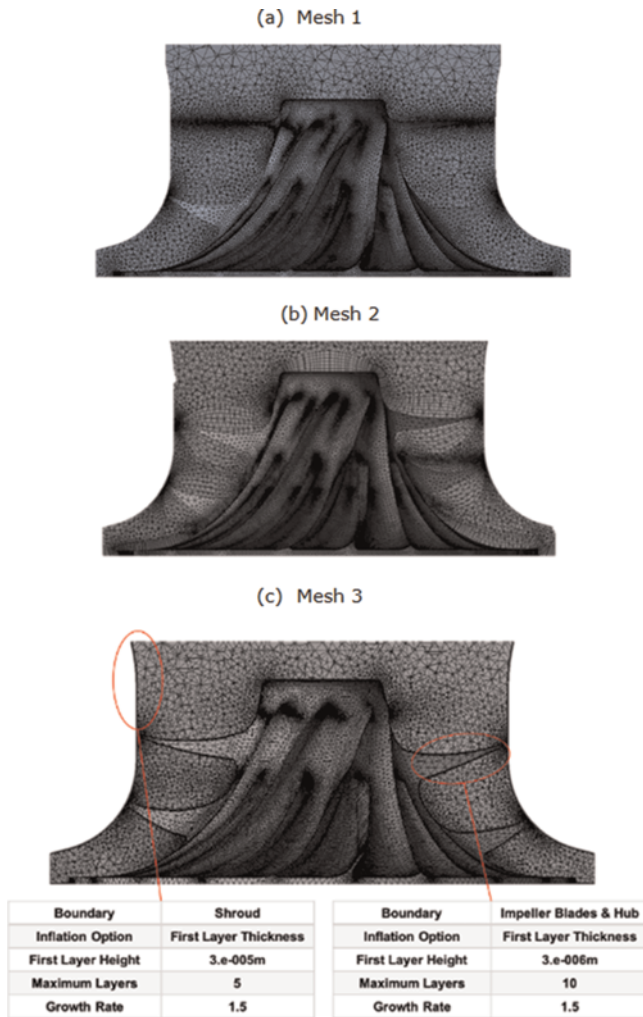 (a) Mesh 1
(b) Mesh 2
(c) Mesh 3
Boundary Shroud
Inflation Option First Layer Thickness
First Layer Height 3.e-005m
Maximum Layers 5
Growth Rate 1.5
Boundary Impeller Blades & Hub
Inflation Option First Layer Thickness
First Layer Height 3.e-006m
Maximum Layers 10
Growth Rate 1.5